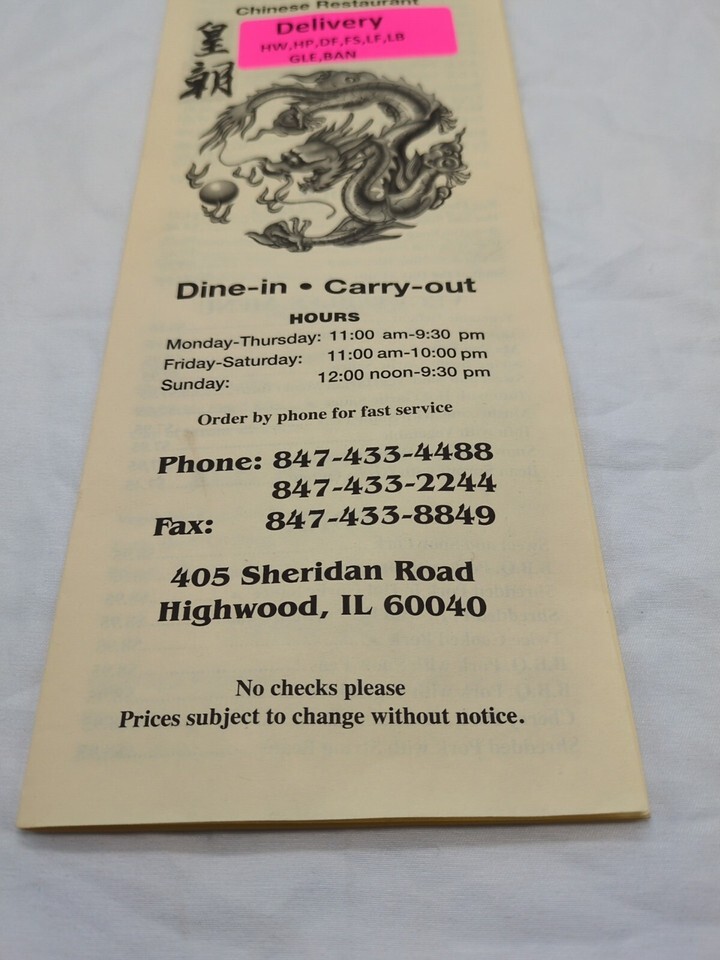 Chinese Restaurant
Delivery
HW,HP,DF,FS,LF,LB
GLE,BAN
皇朝
Dine-in • Carry-out
HOURS
Monday-Thursday: 11:00 am-9:30 pm
Friday-Saturday: 11:00 am-10:00 pm
Sunday: 12:00 noon-9:30 pm
Order by phone for fast service
Phone: 847-433-4488
847-433-2244
Fax: 847-433-8849
405 Sheridan Road
Highwood, IL 60040
No checks please
Prices subject to change without notice.